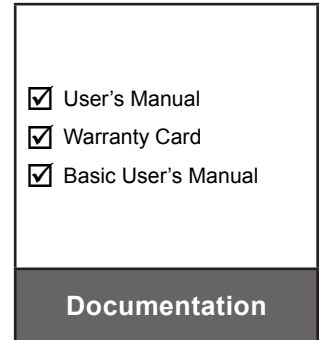 ☑ User’s Manual
☑ Warranty Card
☑ Basic User’s Manual
Documentation